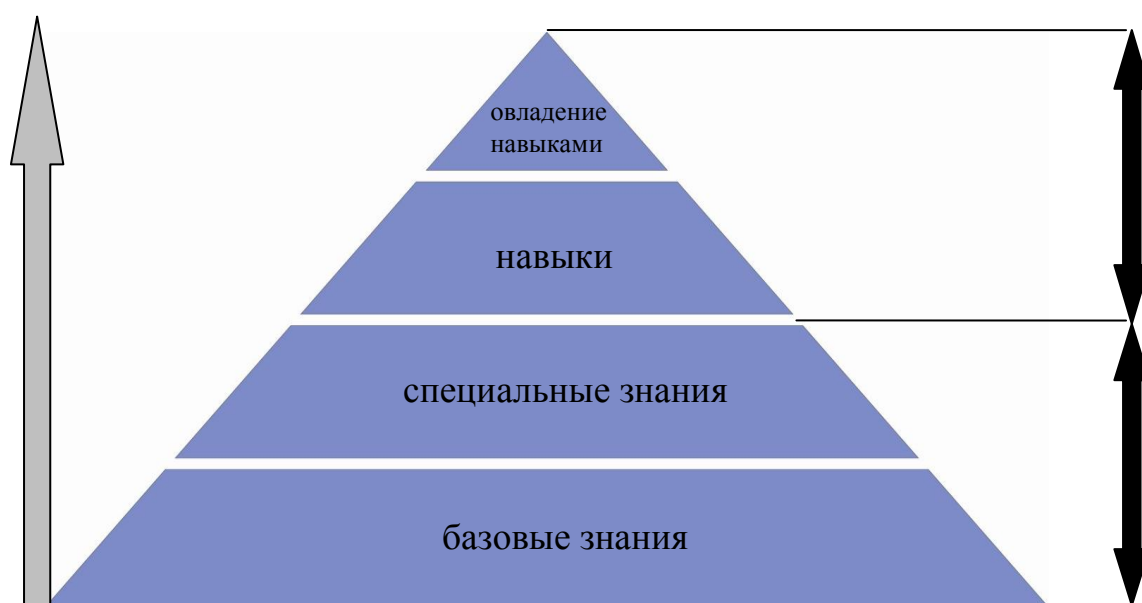 овладение
навыками
навыки
специальные знания
базовые знания